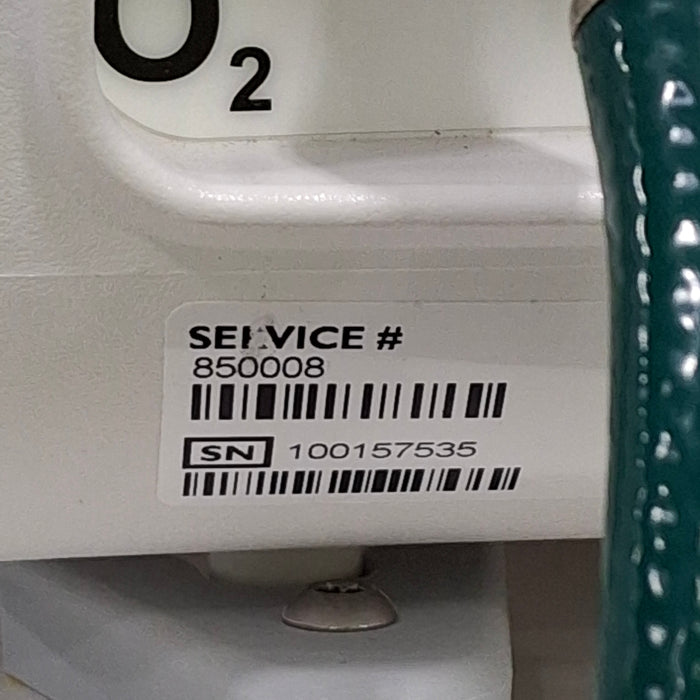 O2
SERVICE #
850008
SN 100157535